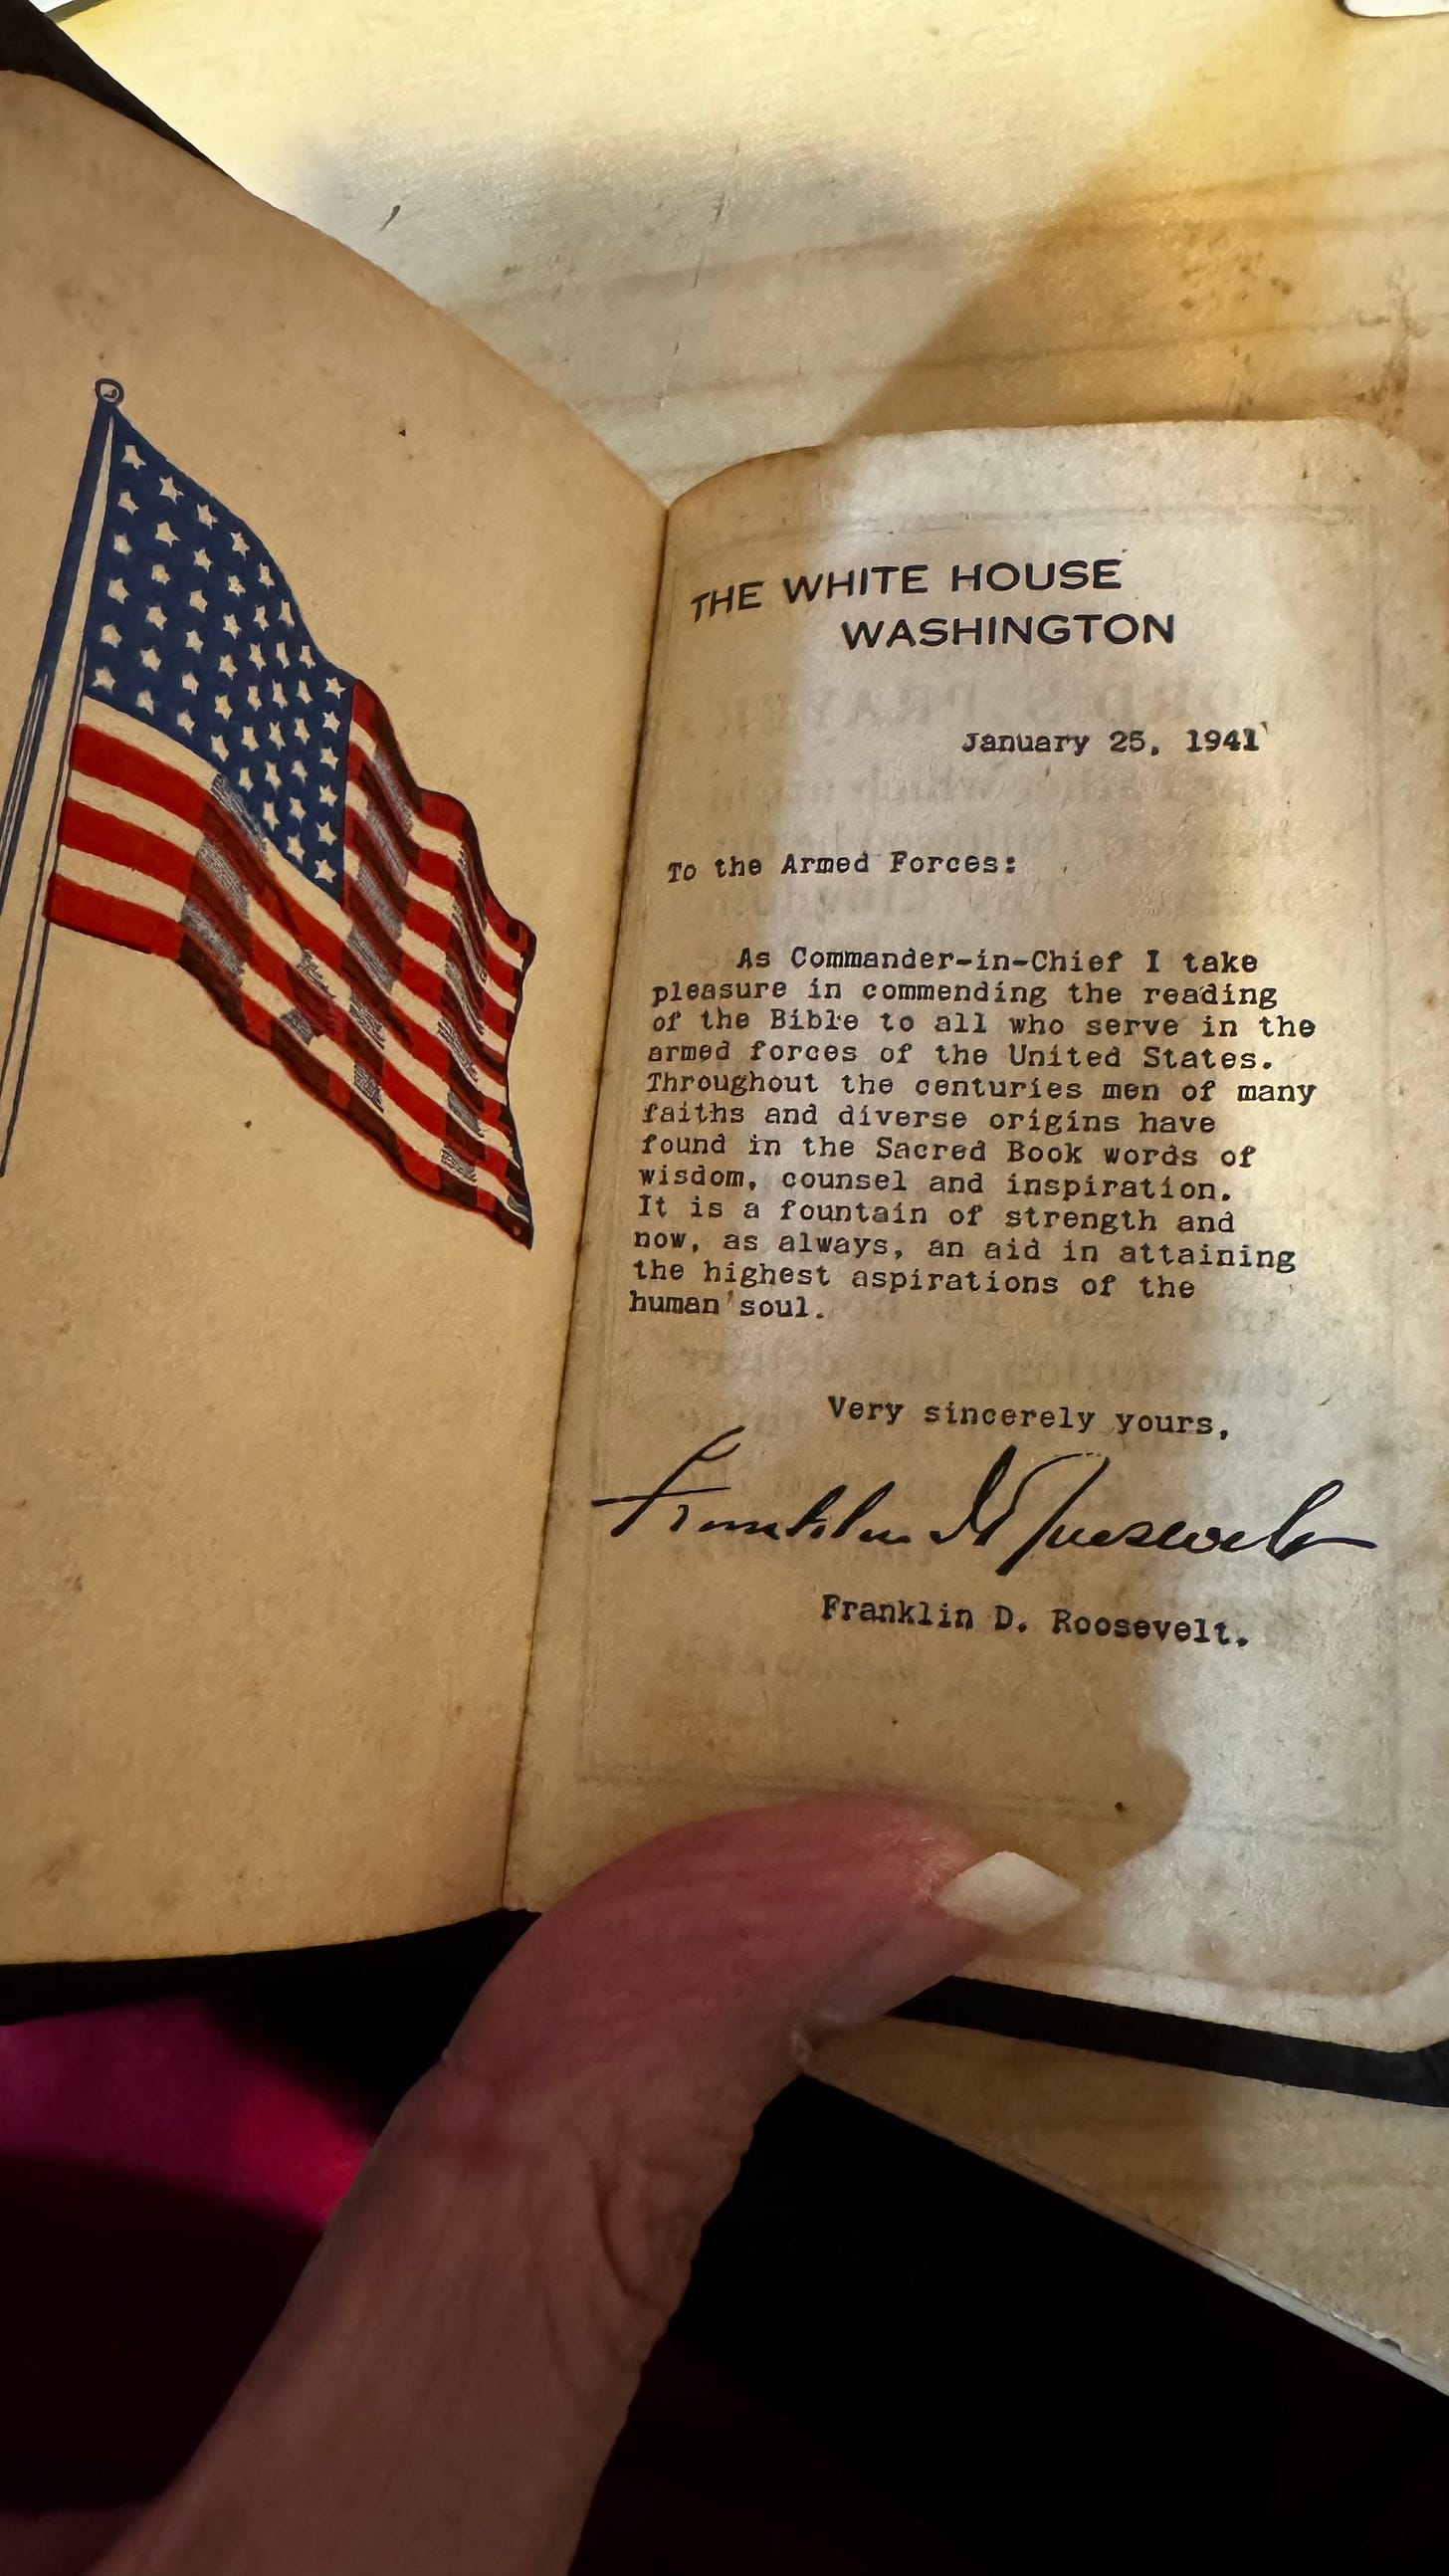 THE WHITE HOUSE
WASHINGTON
January 25, 1941
To the Armed Forces:
As Commander-in-Chief I take
pleasure in commending the reading
of the Bible to all who serve in the
armed forces of the United States.
Throughout the centuries men of many
faiths and diverse origins have
found in the Sacred Book words of
wisdom, counsel and inspiration.
It is a fountain of strength and
now, as always, an aid in attaining
the highest aspirations of the
human soul.
Very sincerely yours,
Franklin D Roosevelt
Franklin D. Roosevelt.